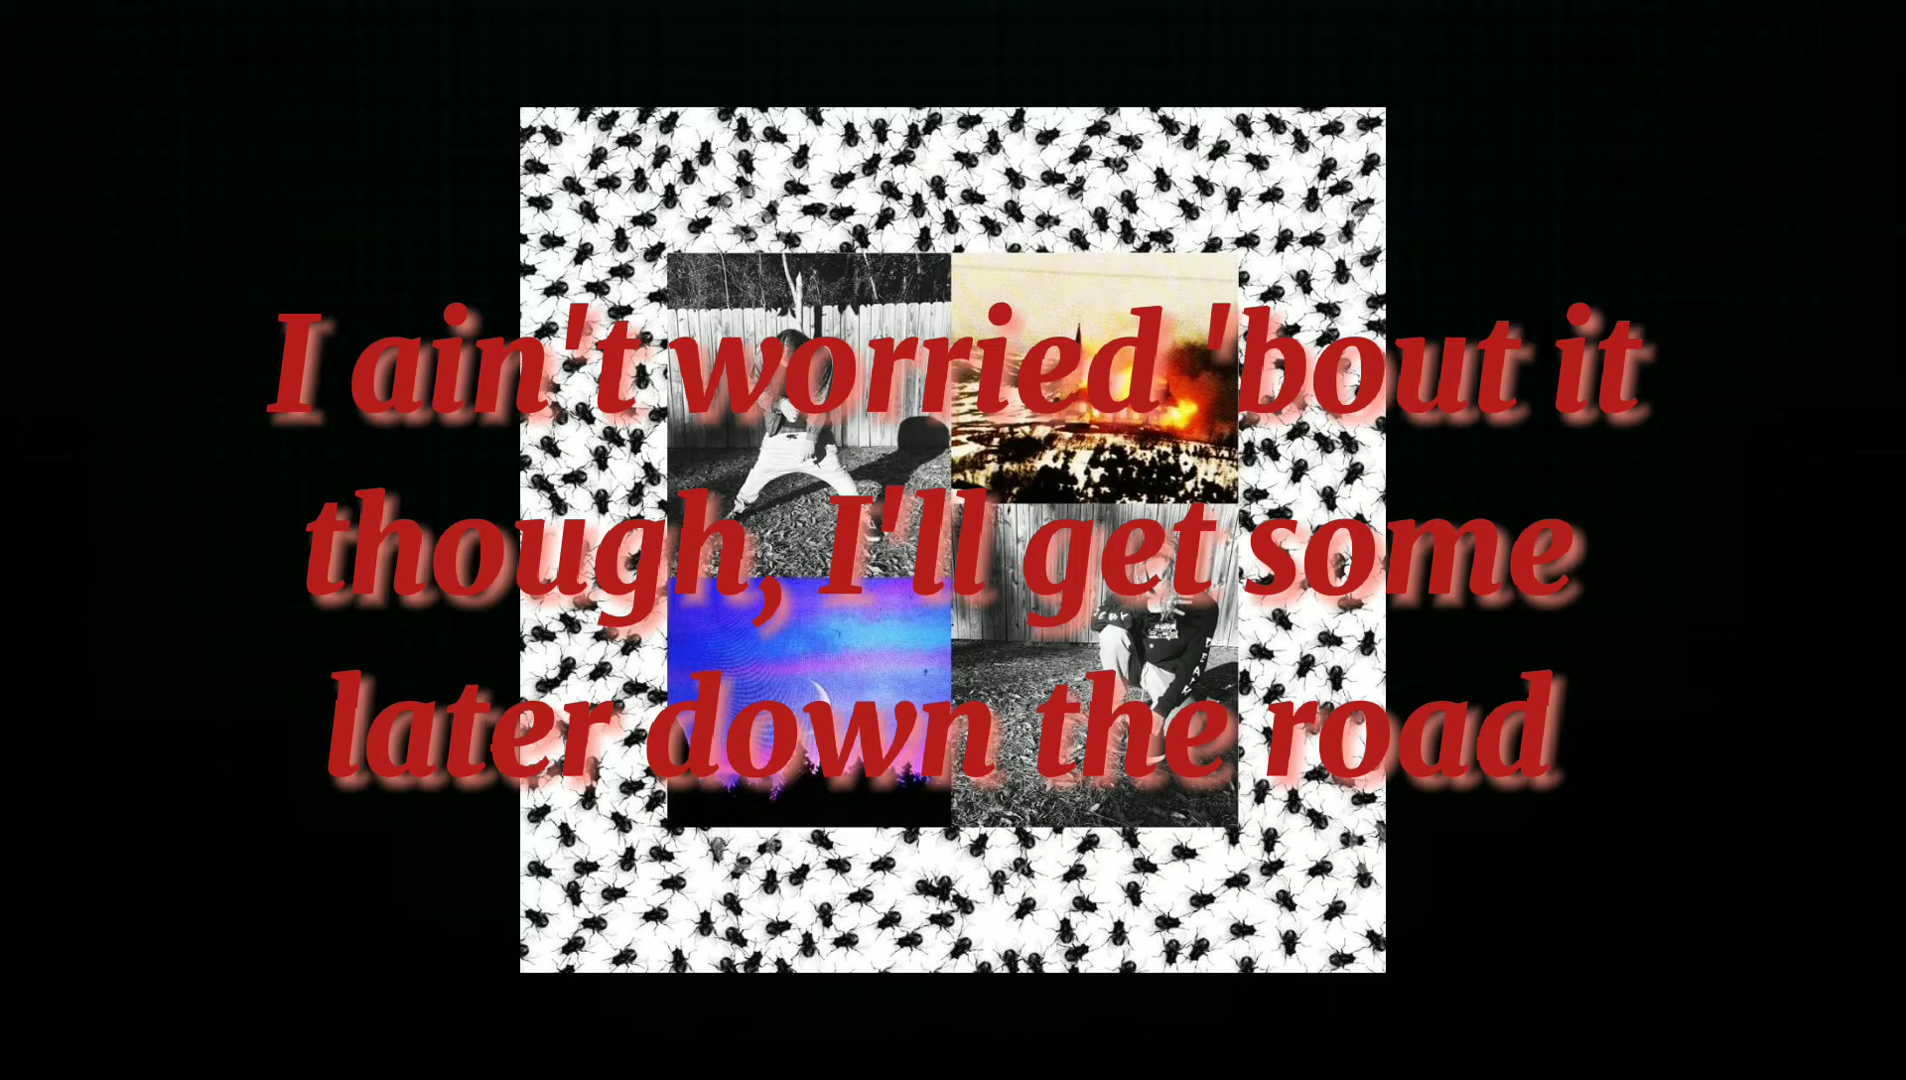 I ain't worried 'bout it
though, I'll get some
later down the road